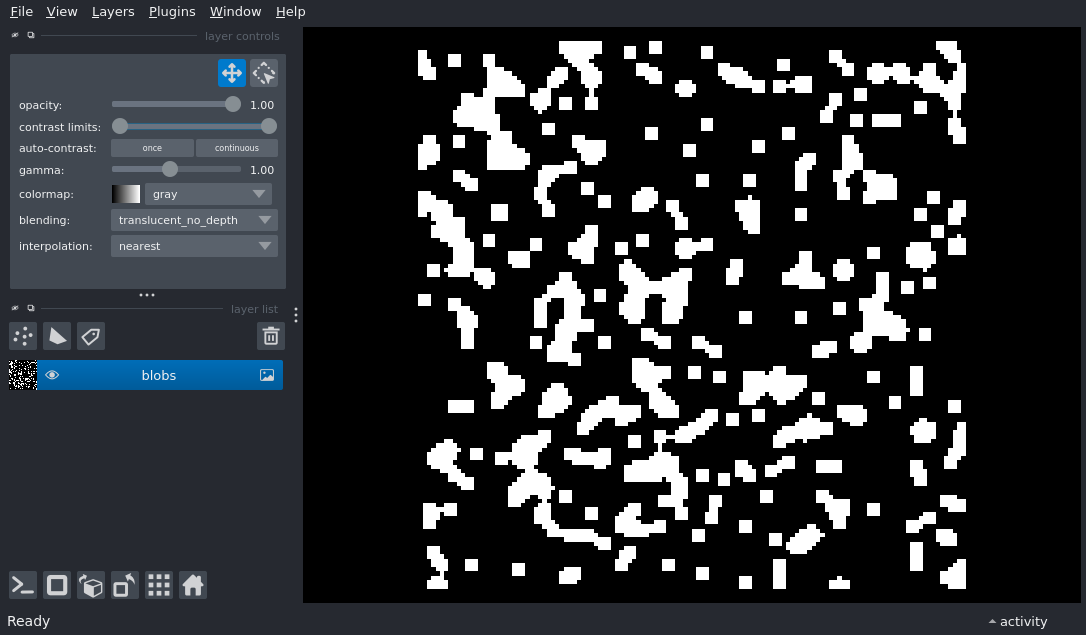 File View Layers Plugins Window Help
layer controls
opacity: 1.00
contrast limits:
auto-contrast: once continuous
gamma: 1.00
colormap: gray
blending: translucent_no_depth
interpolation: nearest
layer list
blobs
Ready
activity